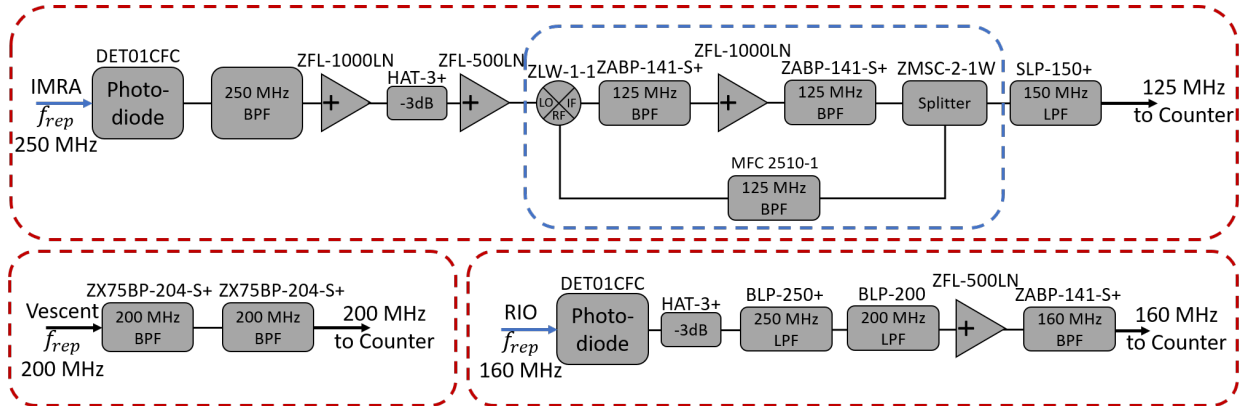 DET01CFC
IMRA
f_rep
250 MHz
Photo-
diode
250 MHz
BPF
ZFL-1000LN
+
HAT-3+
-3dB
ZFL-500LN
+
ZLW-1-1
LO
IF
RF
ZABP-141-S+
125 MHz
BPF
ZFL-1000LN
+
ZABP-141-S+
125 MHz
BPF
ZMSC-2-1W
Splitter
SLP-150+
150 MHz
LPF
125 MHz
to Counter
MFC 2510-1
125 MHz
BPF
Vescent
f_rep
200 MHz
ZX75BP-204-S+
200 MHz
BPF
ZX75BP-204-S+
200 MHz
BPF
200 MHz
to Counter
RIO
f_rep
160 MHz
DET01CFC
Photo-
diode
HAT-3+
-3dB
BLP-250+
250 MHz
LPF
BLP-200
200 MHz
LPF
ZFL-500LN
+
ZABP-141-S+
160 MHz
BPF
160 MHz
to Counter